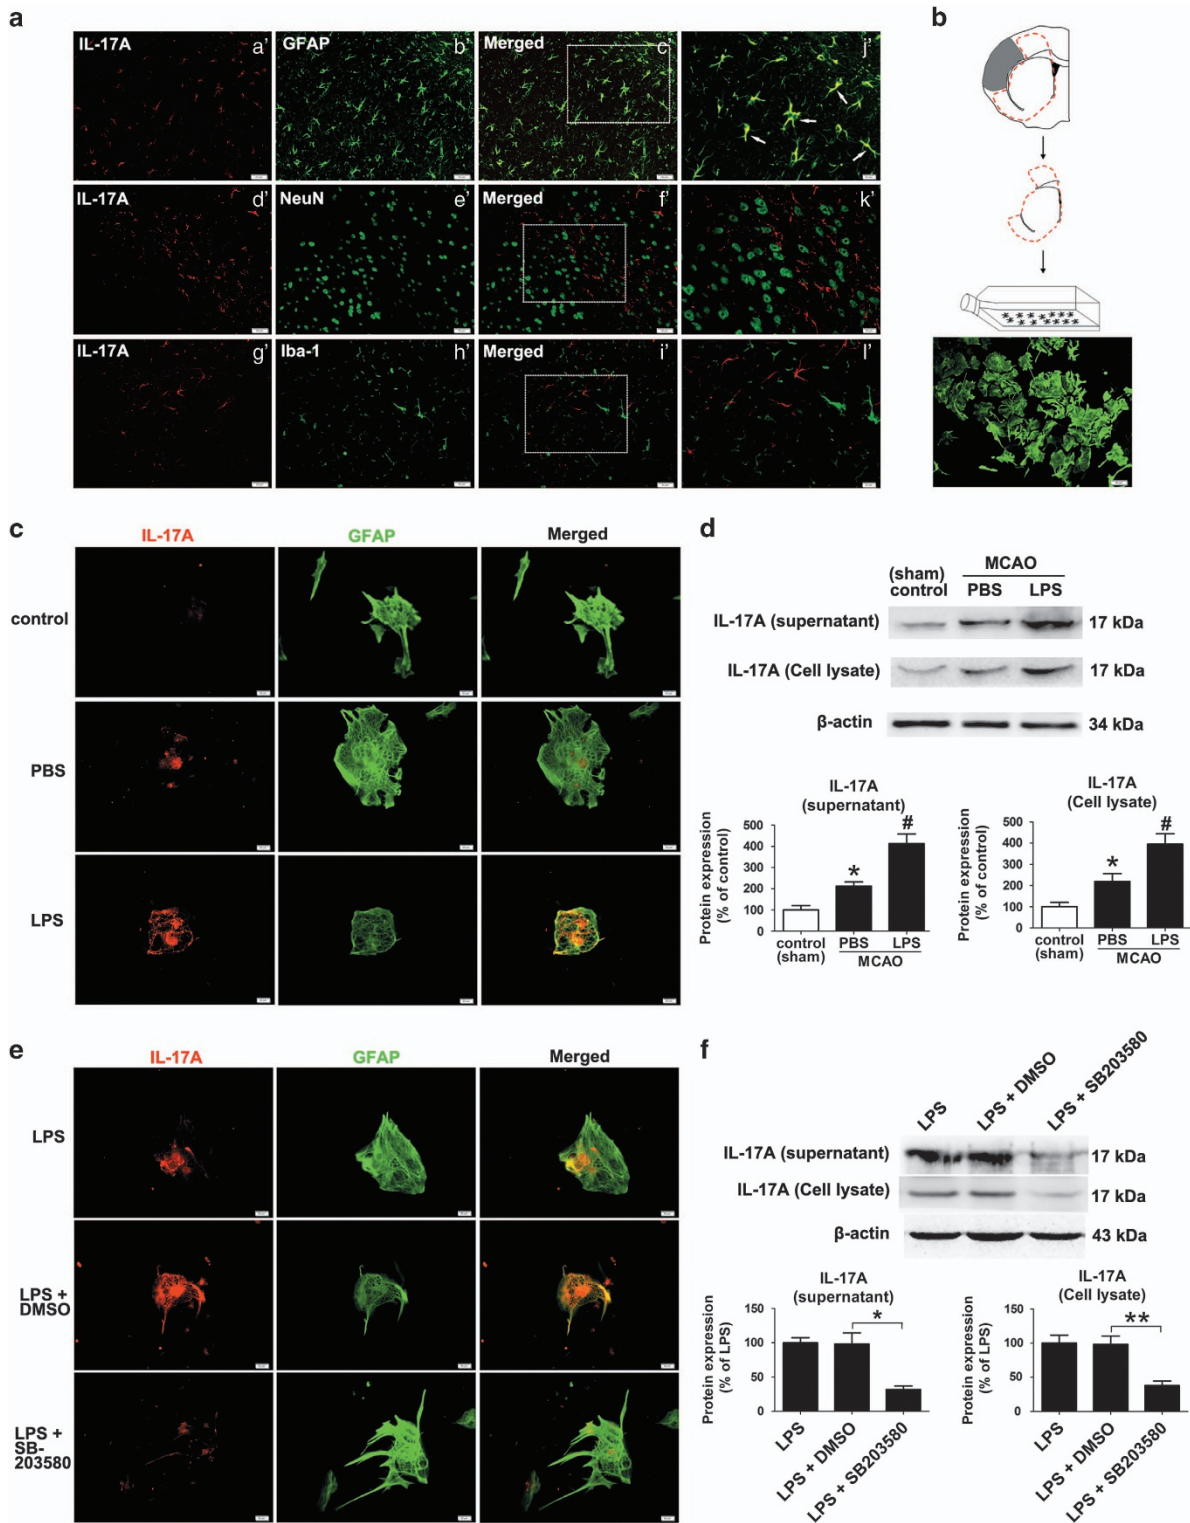 a
IL-17A a' GFAP b' Merged c' j'
IL-17A d' NeuN e' Merged f' k'
IL-17A g' Iba-1 h' Merged i' l'
b
c
IL-17A GFAP Merged
control
PBS
LPS
d
MCAO
(sham) control PBS LPS
IL-17A (supernatant) 17 kDa
IL-17A (Cell lysate) 17 kDa
β-actin 34 kDa
IL-17A
(supernatant)
Protein expression
(% of control)
500
400
300
200
100
0
*
#
control
(sham)
PBS LPS
MCAO
IL-17A
(Cell lysate)
Protein expression
(% of control)
500
400
300
200
100
0
*
#
control
(sham)
PBS LPS
MCAO
e
IL-17A GFAP Merged
LPS
LPS +
DMSO
LPS +
SB-
203580
f
LPS
LPS + DMSO
LPS + SB203580
IL-17A (supernatant) 17 kDa
IL-17A (Cell lysate) 17 kDa
β-actin 43 kDa
IL-17A
(supernatant)
Protein expression
(% of LPS)
150
100
50
0
*
LPS
LPS + DMSO
LPS + SB203580
IL-17A
(Cell lysate)
Protein expression
(% of LPS)
150
100
50
0
**
LPS
LPS + DMSO
LPS + SB203580